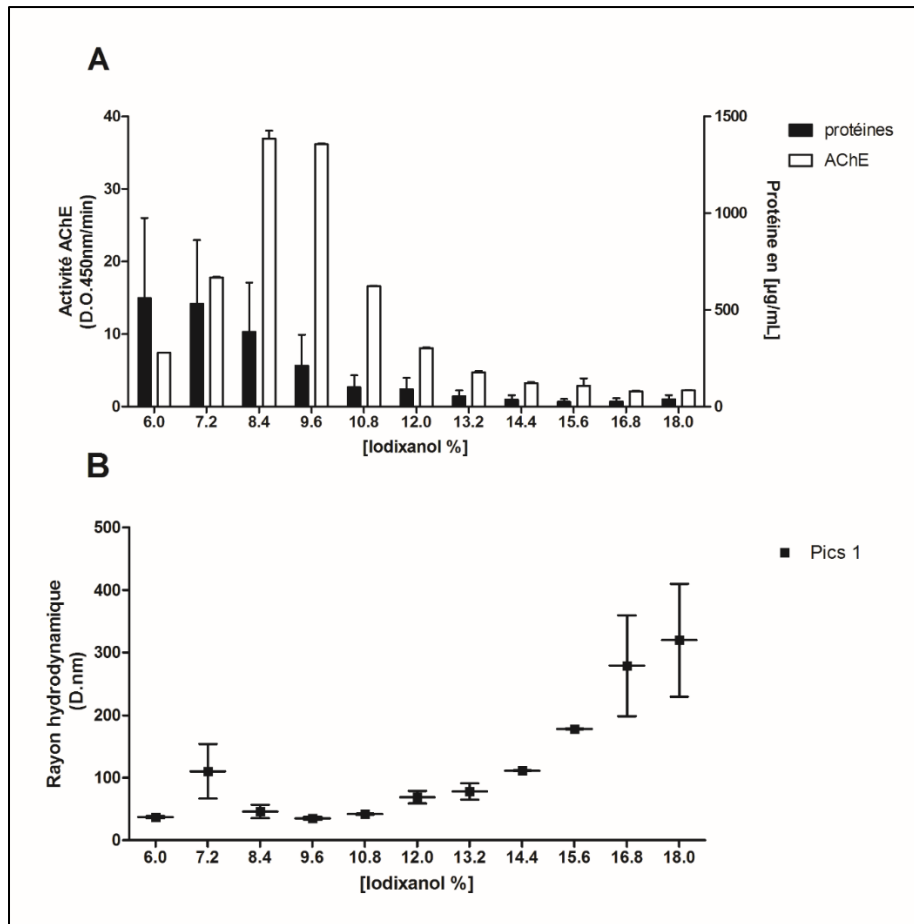 A
40
30
20
10
0
Activité AChE
(D.O.450nm/min)
1500
1000
500
0
Protéine en [µg/mL]
protéines
AChE
6.0 7.2 8.4 9.6 10.8 12.0 13.2 14.4 15.6 16.8 18.0
[Iodixanol %]
B
500
400
300
200
100
0
Rayon hydrodynamique
(D.nm)
Pics 1
6.0 7.2 8.4 9.6 10.8 12.0 13.2 14.4 15.6 16.8 18.0
[Iodixanol %]